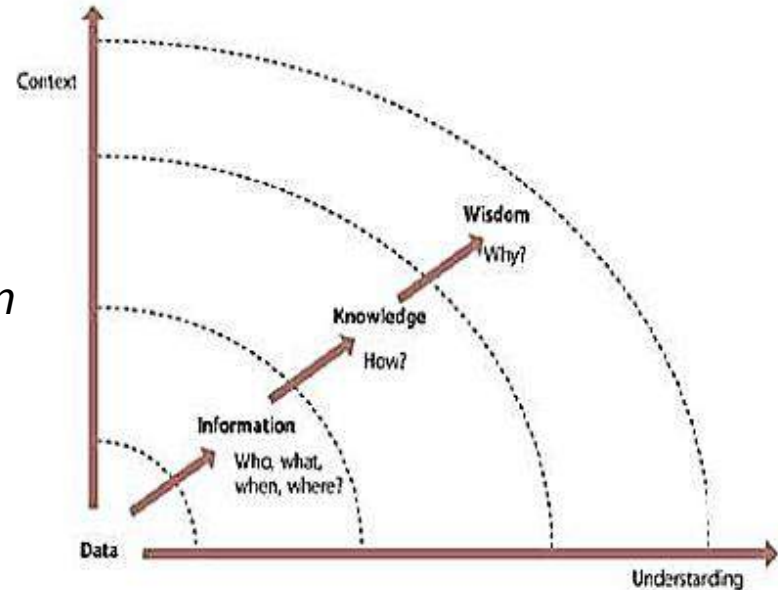 Context
Wisdom
Why?
n
Knowledge
How?
Information
Who, what,
when, where?
Data
Understanding